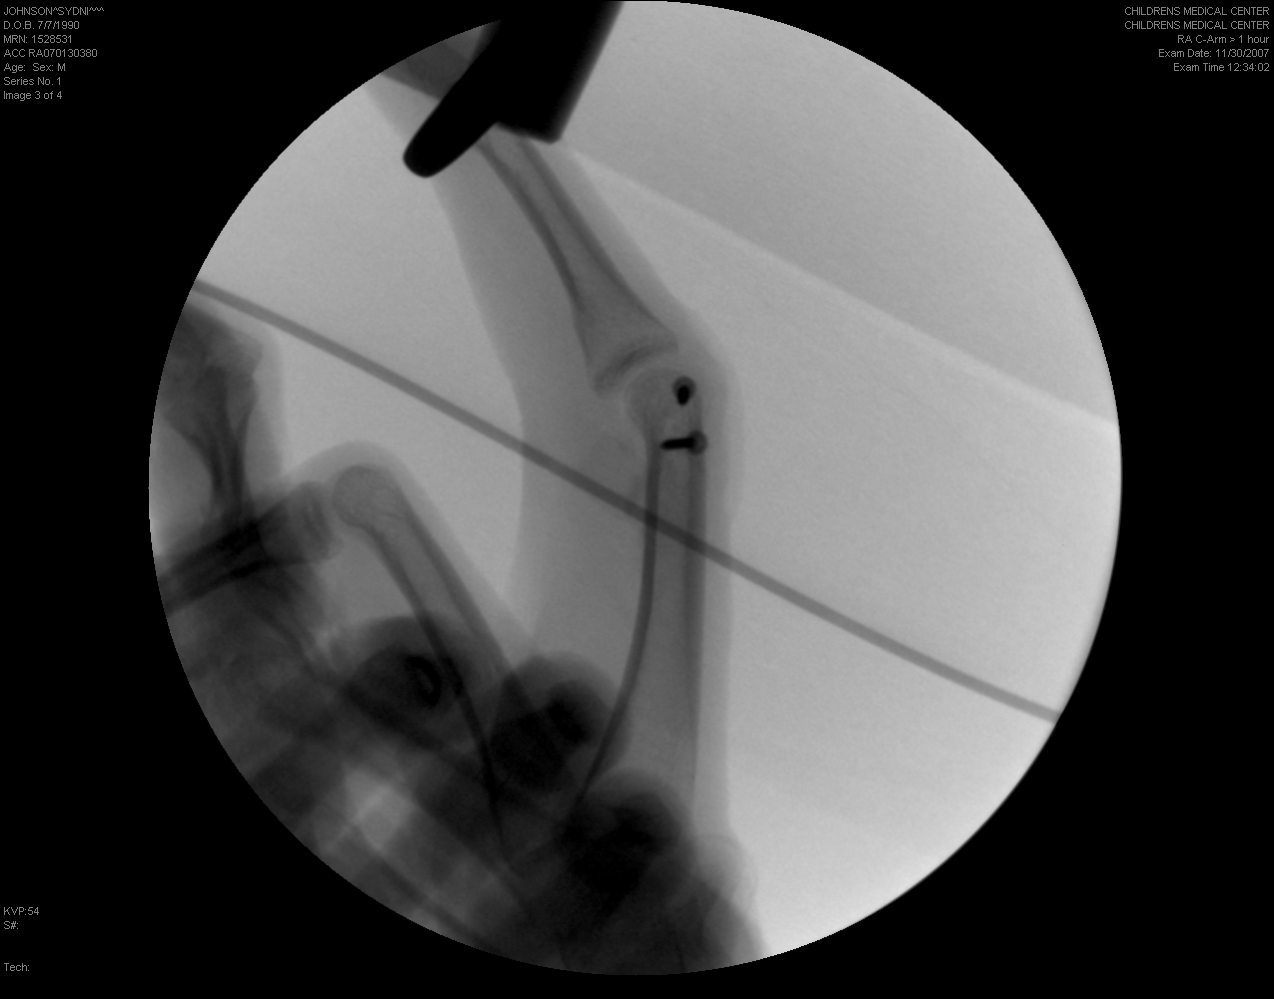 JOHNSON^SYDNI^^^
D.O.B. 7/7/1990
MRN: 1528531
ACC RA070130380
Age:  Sex: M
Series No. 1
Image 3 of 4
CHILDRENS MEDICAL CENTER
CHILDRENS MEDICAL CENTER
RA C-Arm > 1 hour
Exam Date: 11/30/2007
Exam Time 12:34:02
KVP:54
S#:
Tech: